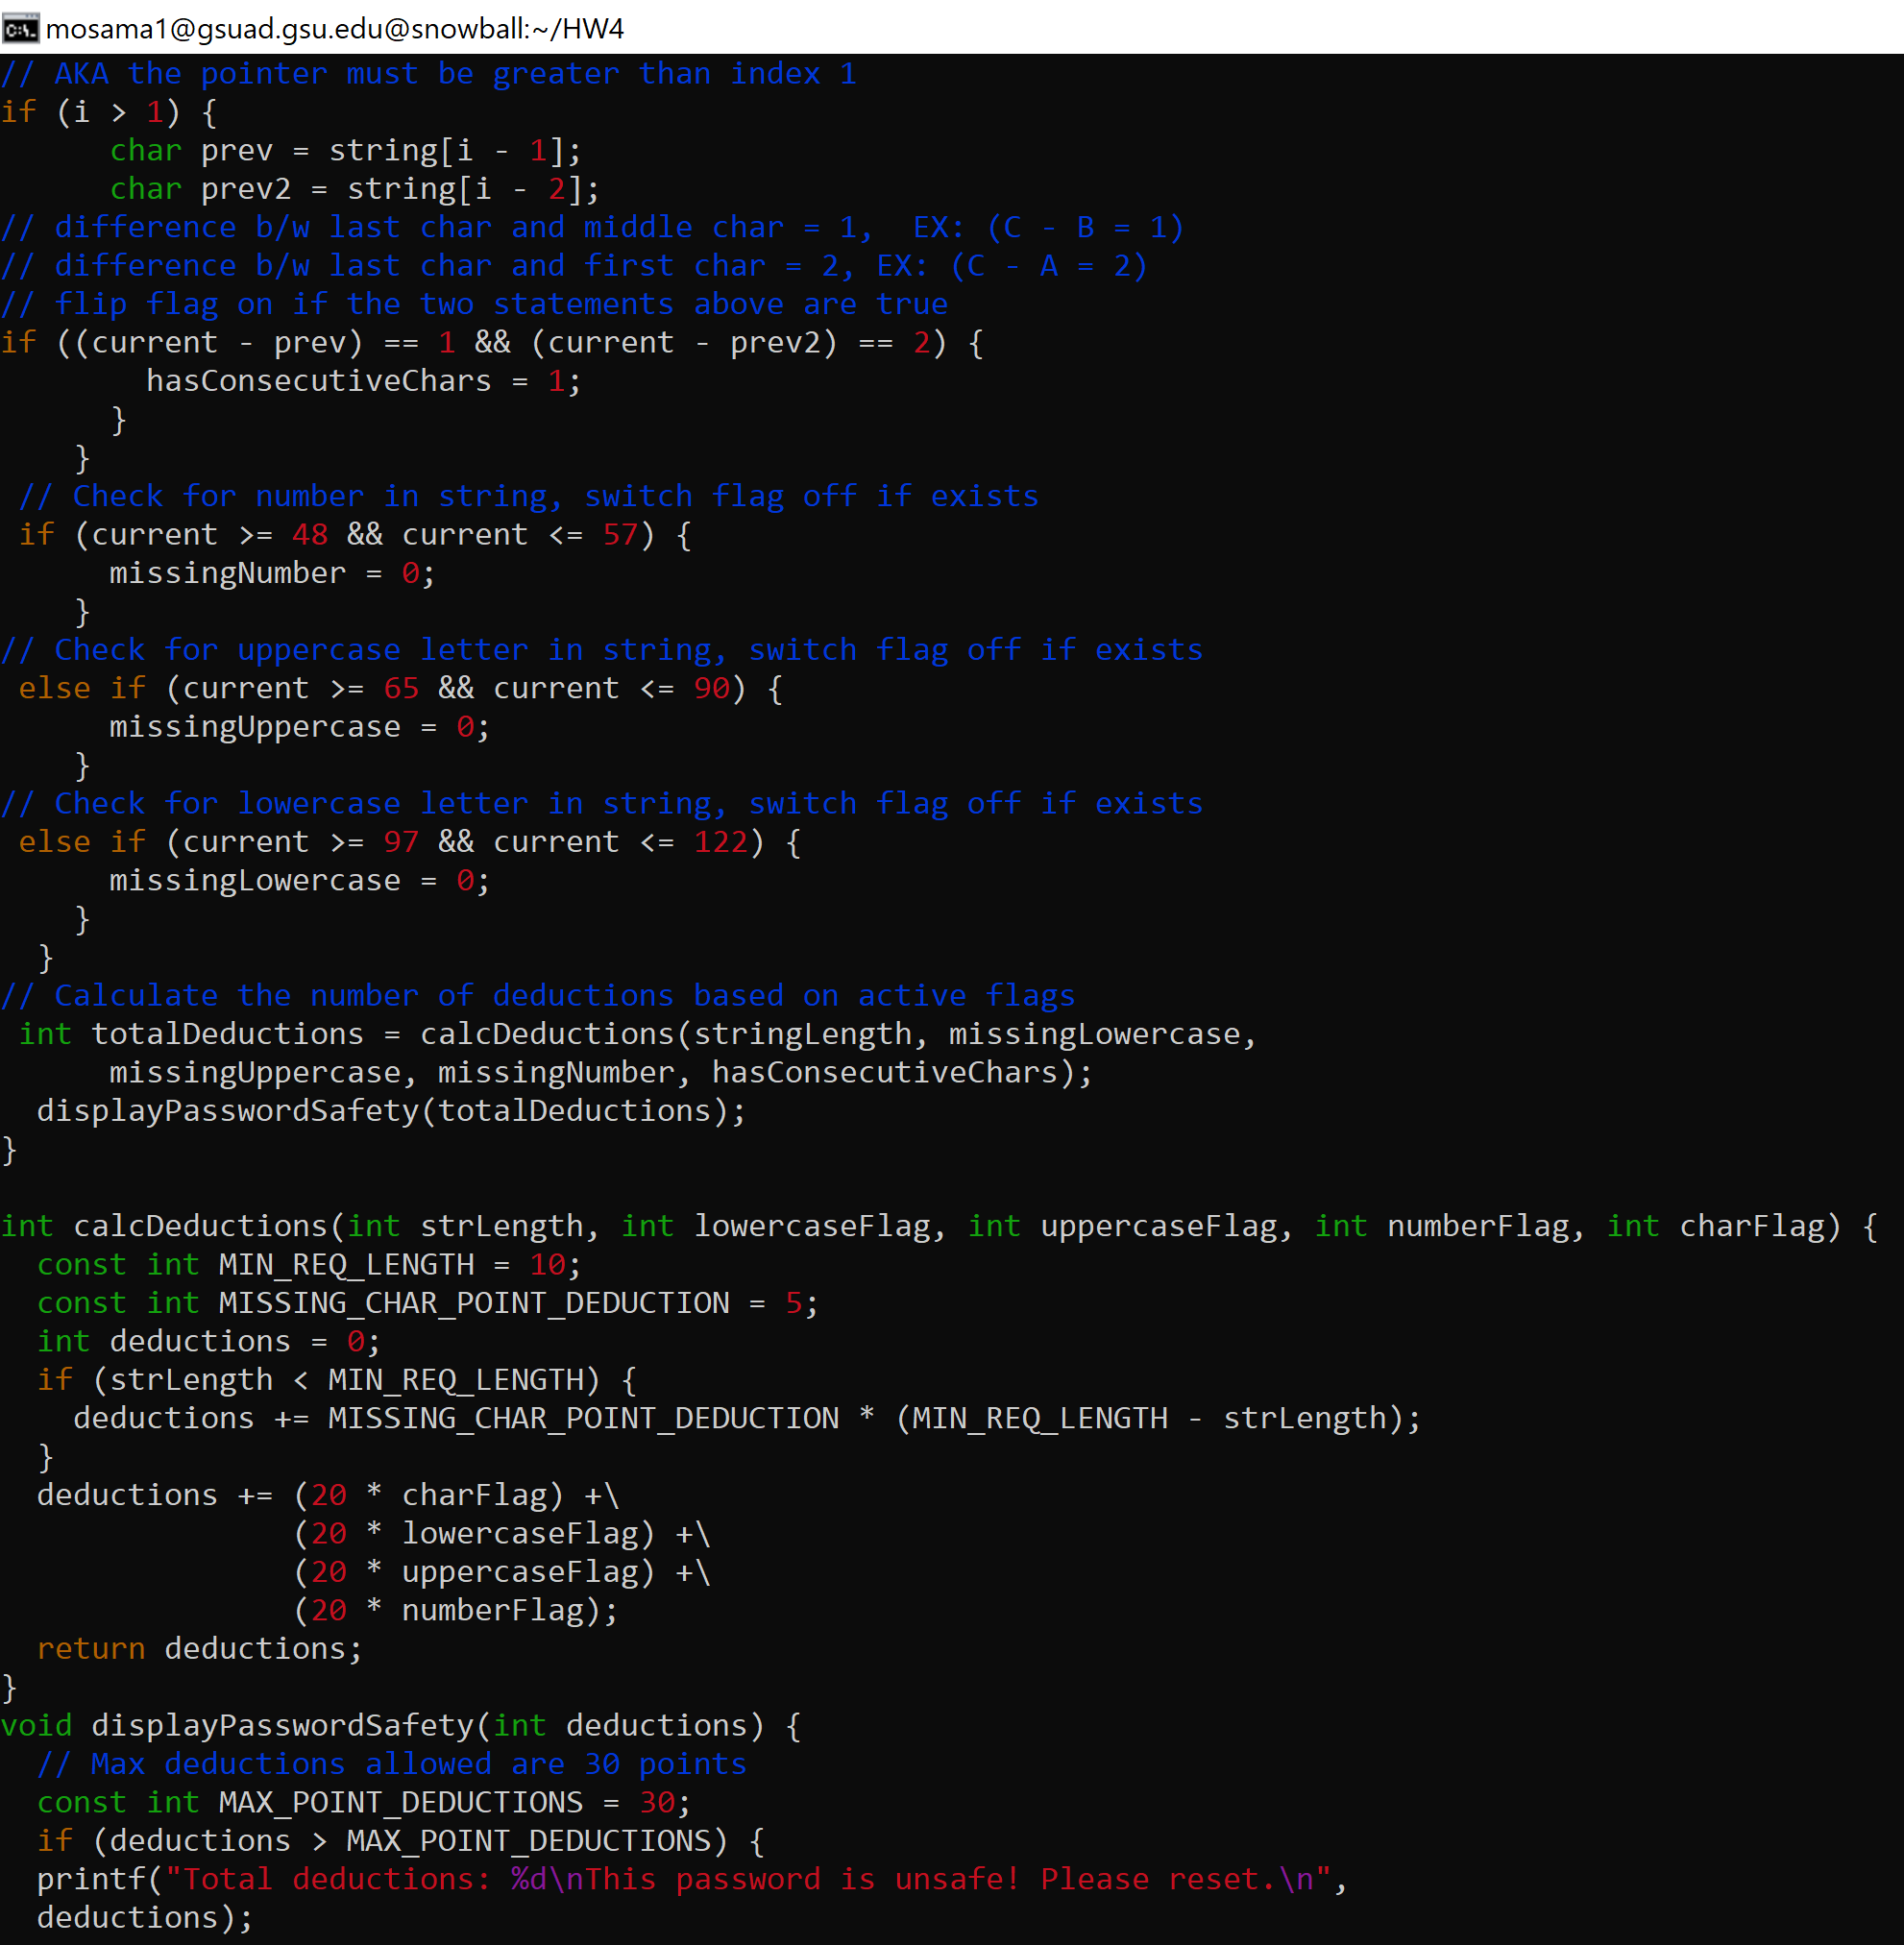 mosama1@gsuad.gsu.edu@snowball:~/HW4
// AKA the pointer must be greater than index 1
if (i > 1) {
      char prev = string[i - 1];
      char prev2 = string[i - 2];
// difference b/w last char and middle char = 1,  EX: (C - B = 1)
// difference b/w last char and first char = 2, EX: (C - A = 2)
// flip flag on if the two statements above are true
if ((current - prev) == 1 && (current - prev2) == 2) {
        hasConsecutiveChars = 1;
      }
    }
 // Check for number in string, switch flag off if exists
 if (current >= 48 && current <= 57) {
      missingNumber = 0;
    }
// Check for uppercase letter in string, switch flag off if exists
 else if (current >= 65 && current <= 90) {
      missingUppercase = 0;
    }
// Check for lowercase letter in string, switch flag off if exists
 else if (current >= 97 && current <= 122) {
      missingLowercase = 0;
    }
  }
// Calculate the number of deductions based on active flags
 int totalDeductions = calcDeductions(stringLength, missingLowercase,
      missingUppercase, missingNumber, hasConsecutiveChars);
  displayPasswordSafety(totalDeductions);
}

int calcDeductions(int strLength, int lowercaseFlag, int uppercaseFlag, int numberFlag, int charFlag) {
  const int MIN_REQ_LENGTH = 10;
  const int MISSING_CHAR_POINT_DEDUCTION = 5;
  int deductions = 0;
  if (strLength < MIN_REQ_LENGTH) {
    deductions += MISSING_CHAR_POINT_DEDUCTION * (MIN_REQ_LENGTH - strLength);
  }
  deductions += (20 * charFlag) +\
                (20 * lowercaseFlag) +\
                (20 * uppercaseFlag) +\
                (20 * numberFlag);
  return deductions;
}
void displayPasswordSafety(int deductions) {
  // Max deductions allowed are 30 points
  const int MAX_POINT_DEDUCTIONS = 30;
  if (deductions > MAX_POINT_DEDUCTIONS) {
  printf("Total deductions: %d\nThis password is unsafe! Please reset.\n",
  deductions);